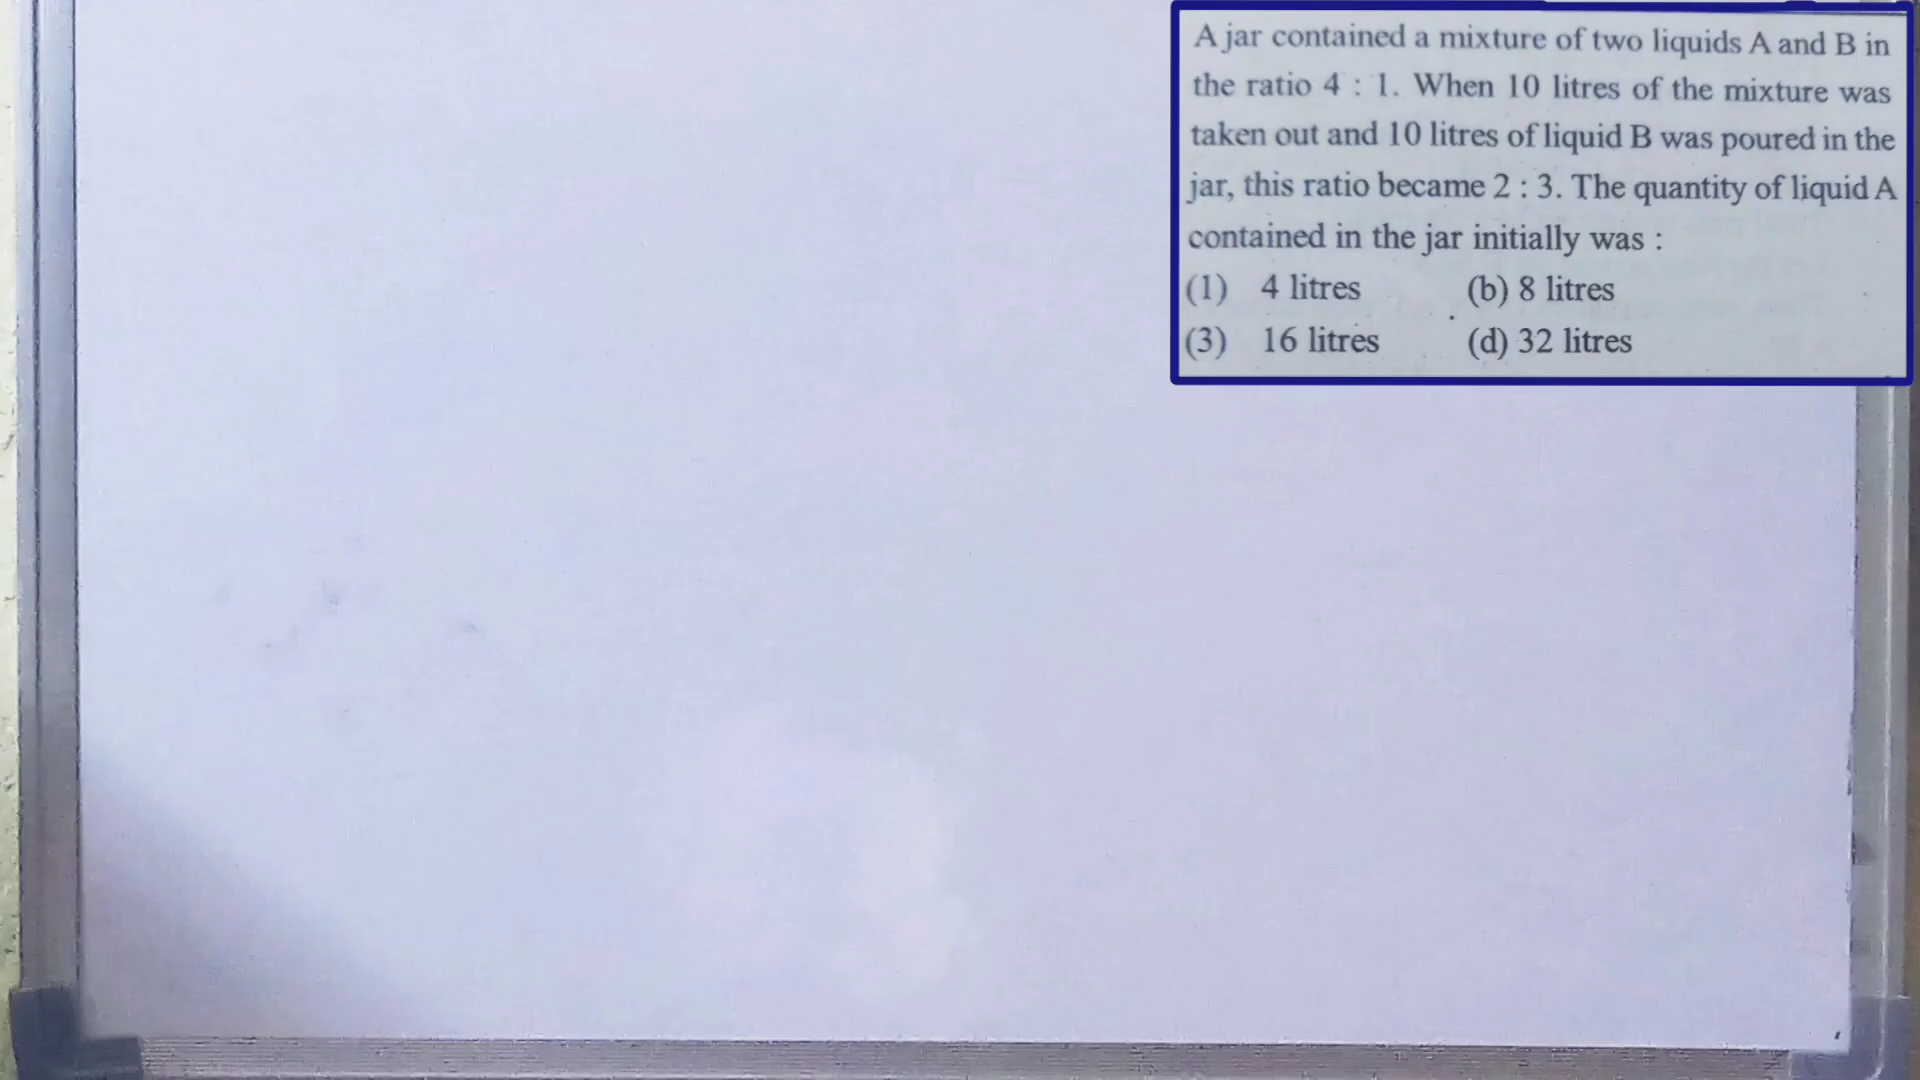 A jar contained a mixture of two liquids A and B in
the ratio 4 : 1. When 10 litres of the mixture was
taken out and 10 litres of liquid B was poured in the
jar, this ratio became 2 : 3. The quantity of liquid A
contained in the jar initially was :
(1) 4 litres (b) 8 litres
(3) 16 litres (d) 32 litres